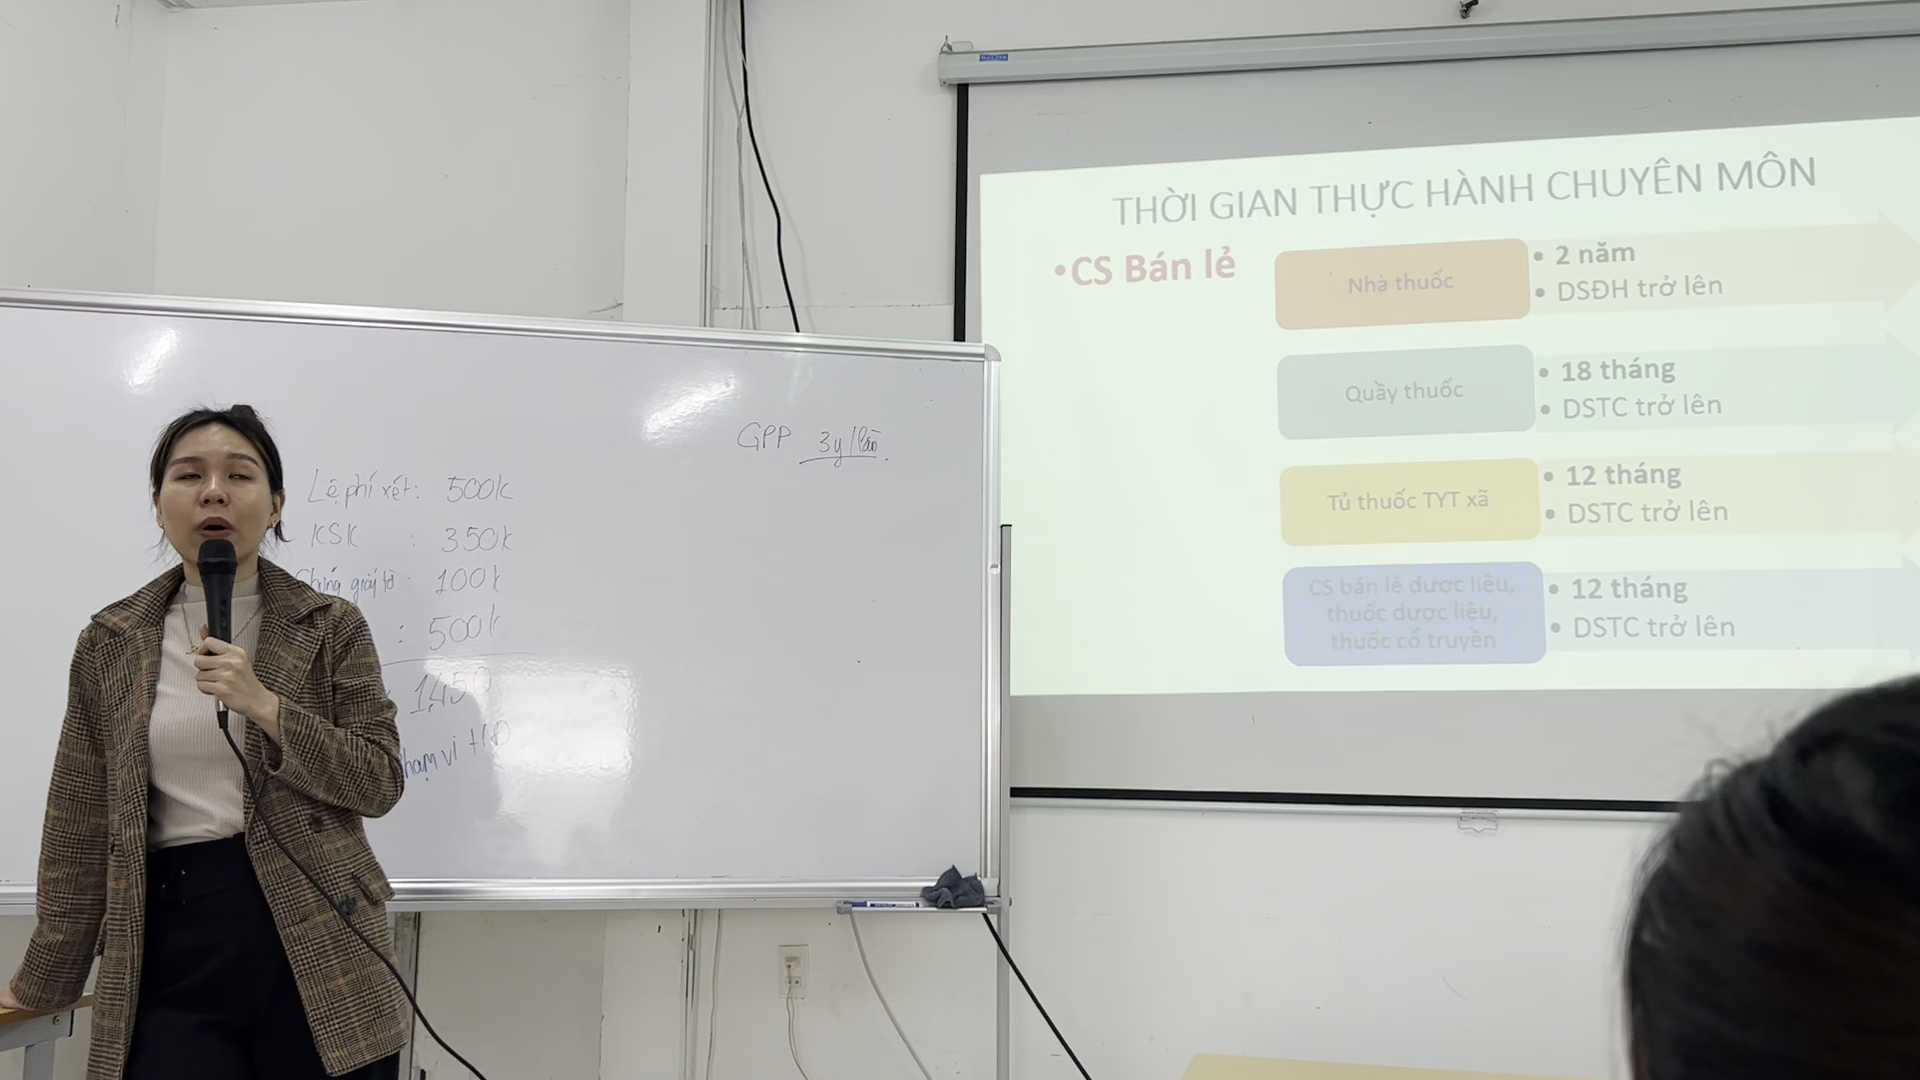 Lệ phí xét: 500k
KSK : 350k
Chứng giấy tờ : 100k
: 500k
1,450
phạm vi
GPP 3y/lần.
THỜI GIAN THỰC HÀNH CHUYÊN MÔN
• CS Bán lẻ
Nhà thuốc
• 2 năm
• DSĐH trở lên
Quầy thuốc
• 18 tháng
• DSTC trở lên
Tủ thuốc TYT xã
• 12 tháng
• DSTC trở lên
CS bán lẻ dược liệu,
thuốc dược liệu,
thuốc cổ truyền
• 12 tháng
• DSTC trở lên